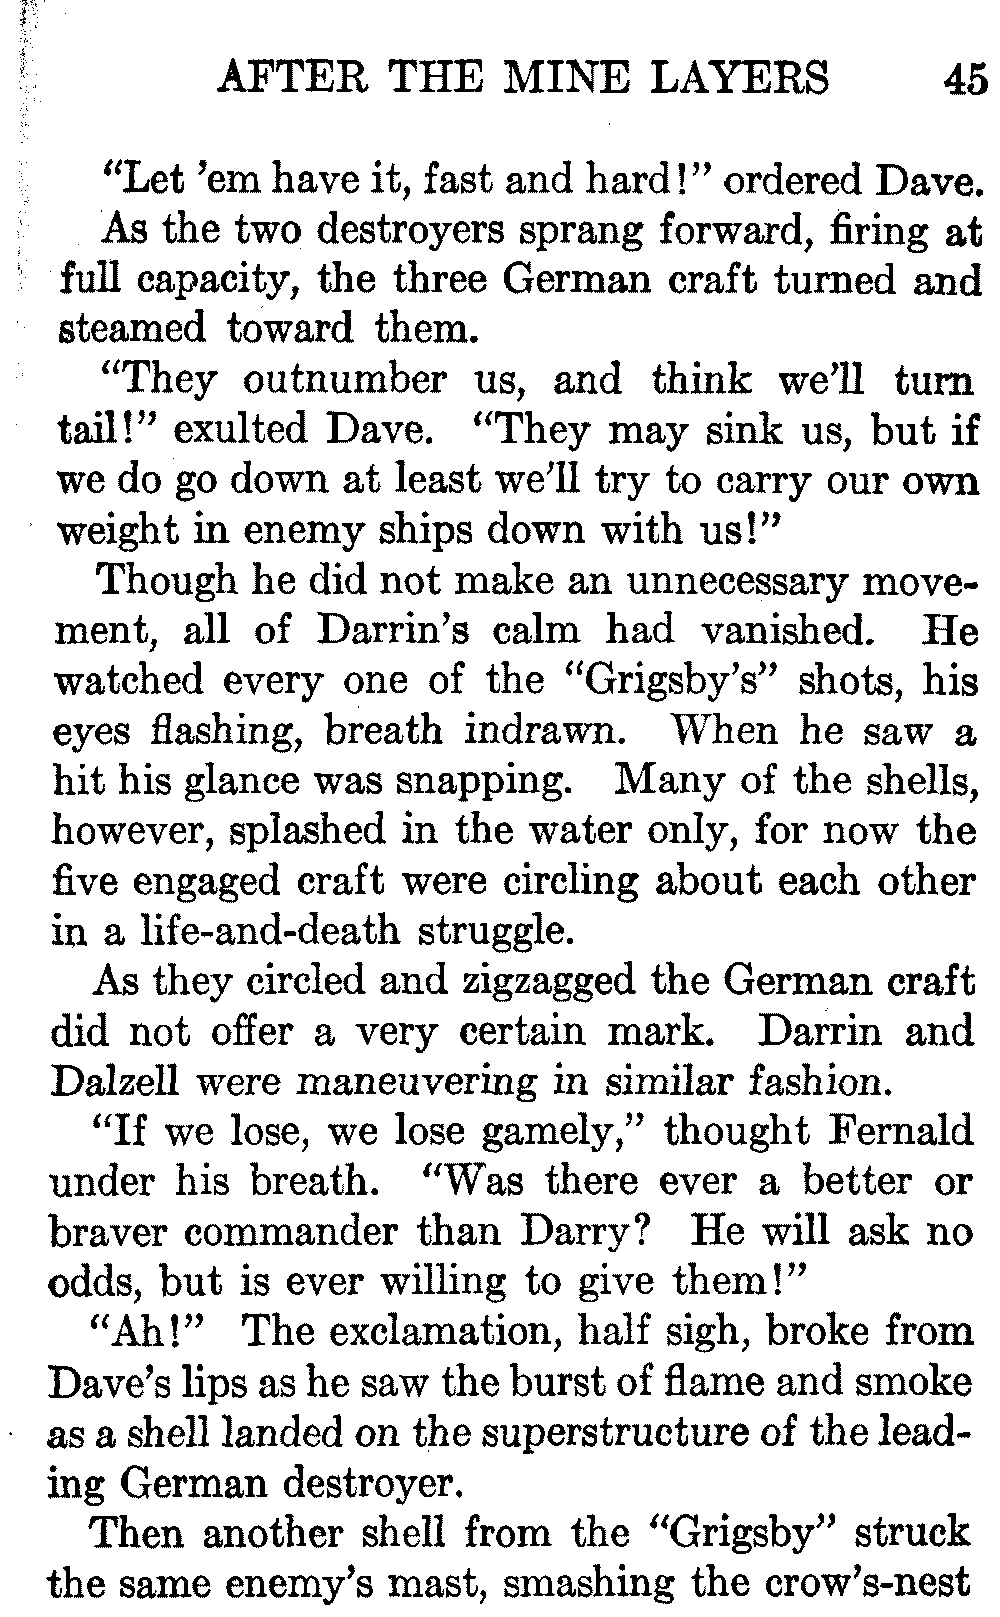 AFTER THE MINE LAYERS 45
“Let ’em have it, fast and hard!” ordered Dave.
As the two destroyers sprang forward, firing at
full capacity, the three German craft turned and
steamed toward them.
“They outnumber us, and think we’ll turn
tail!” exulted Dave. “They may sink us, but if
we do go down at least we’ll try to carry our own
weight in enemy ships down with us!”
Though he did not make an unnecessary move-
ment, all of Darrin’s calm had vanished. He
watched every one of the “Grigsby’s” shots, his
eyes flashing, breath indrawn. When he saw a
hit his glance was snapping. Many of the shells,
however, splashed in the water only, for now the
five engaged craft were circling about each other
in a life-and-death struggle.
As they circled and zigzagged the German craft
did not offer a very certain mark. Darrin and
Dalzell were maneuvering in similar fashion.
“If we lose, we lose gamely,” thought Fernald
under his breath. “Was there ever a better or
braver commander than Darry? He will ask no
odds, but is ever willing to give them!”
“Ah!” The exclamation, half sigh, broke from
Dave’s lips as he saw the burst of flame and smoke
as a shell landed on the superstructure of the lead-
ing German destroyer.
Then another shell from the “Grigsby” struck
the same enemy’s mast, smashing the crow’s-nest